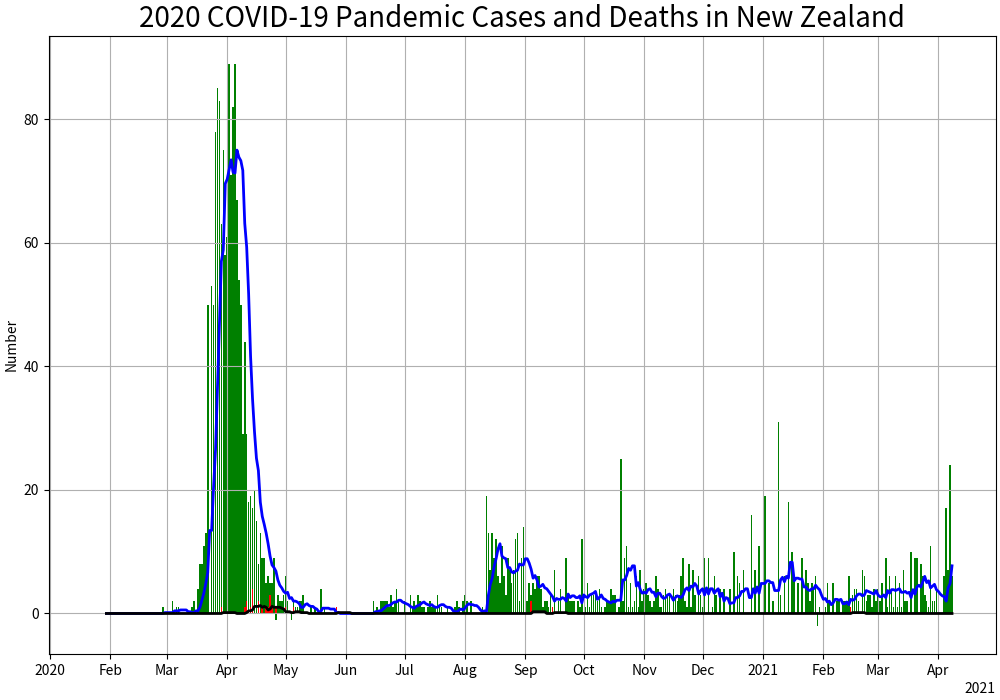 2020 COVID-19 Pandemic Cases and Deaths in New Zealand
Number
80
60
40
20
0
2020 Feb Mar Apr May Jun Jul Aug Sep Oct Nov Dec 2021 Feb Mar Apr
2021